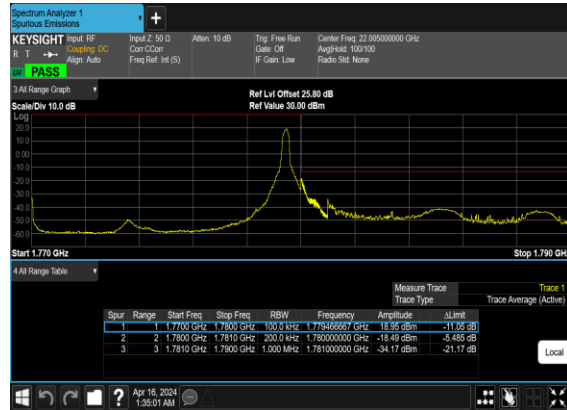 Spectrum Analyzer 1
Spurious Emissions
KEYSIGHT
Input: RF
Coupling: DC
Align: Auto
Input Z: 50 Ω
Corr CCorr
Freq Ref: Int (S)
Atten: 10 dB
Trig: Free Run
Gate: Off
IF Gain: Low
Center Freq: 22.005000000 GHz
Avg|Hold: 100/100
Radio Std: None
R T
PASS
3 All Range Graph
Ref Lvl Offset 25.80 dB
Scale/Div 10.0 dB
Ref Value 30.00 dBm
Log
20.0
10.0
0.00
-10.0
-20.0
-30.0
-40.0
-50.0
-60.0
Start 1.770 GHz
Stop 1.790 GHz
4 All Range Table
Measure Trace Trace 1
Trace Type Trace Average (Active)
Spur Range Start Freq Stop Freq RBW Frequency Amplitude ΔLimit
1 1 1.7700 GHz 1.7800 GHz 100.0 kHz 1.779466667 GHz 18.95 dBm -11.05 dB
2 2 1.7800 GHz 1.7810 GHz 200.0 kHz 1.780000000 GHz -18.49 dBm -5.485 dB
3 3 1.7810 GHz 1.7900 GHz 1.000 MHz 1.781000000 GHz -34.17 dBm -21.17 dB
Local
Apr 16, 2024
1:35:01 AM